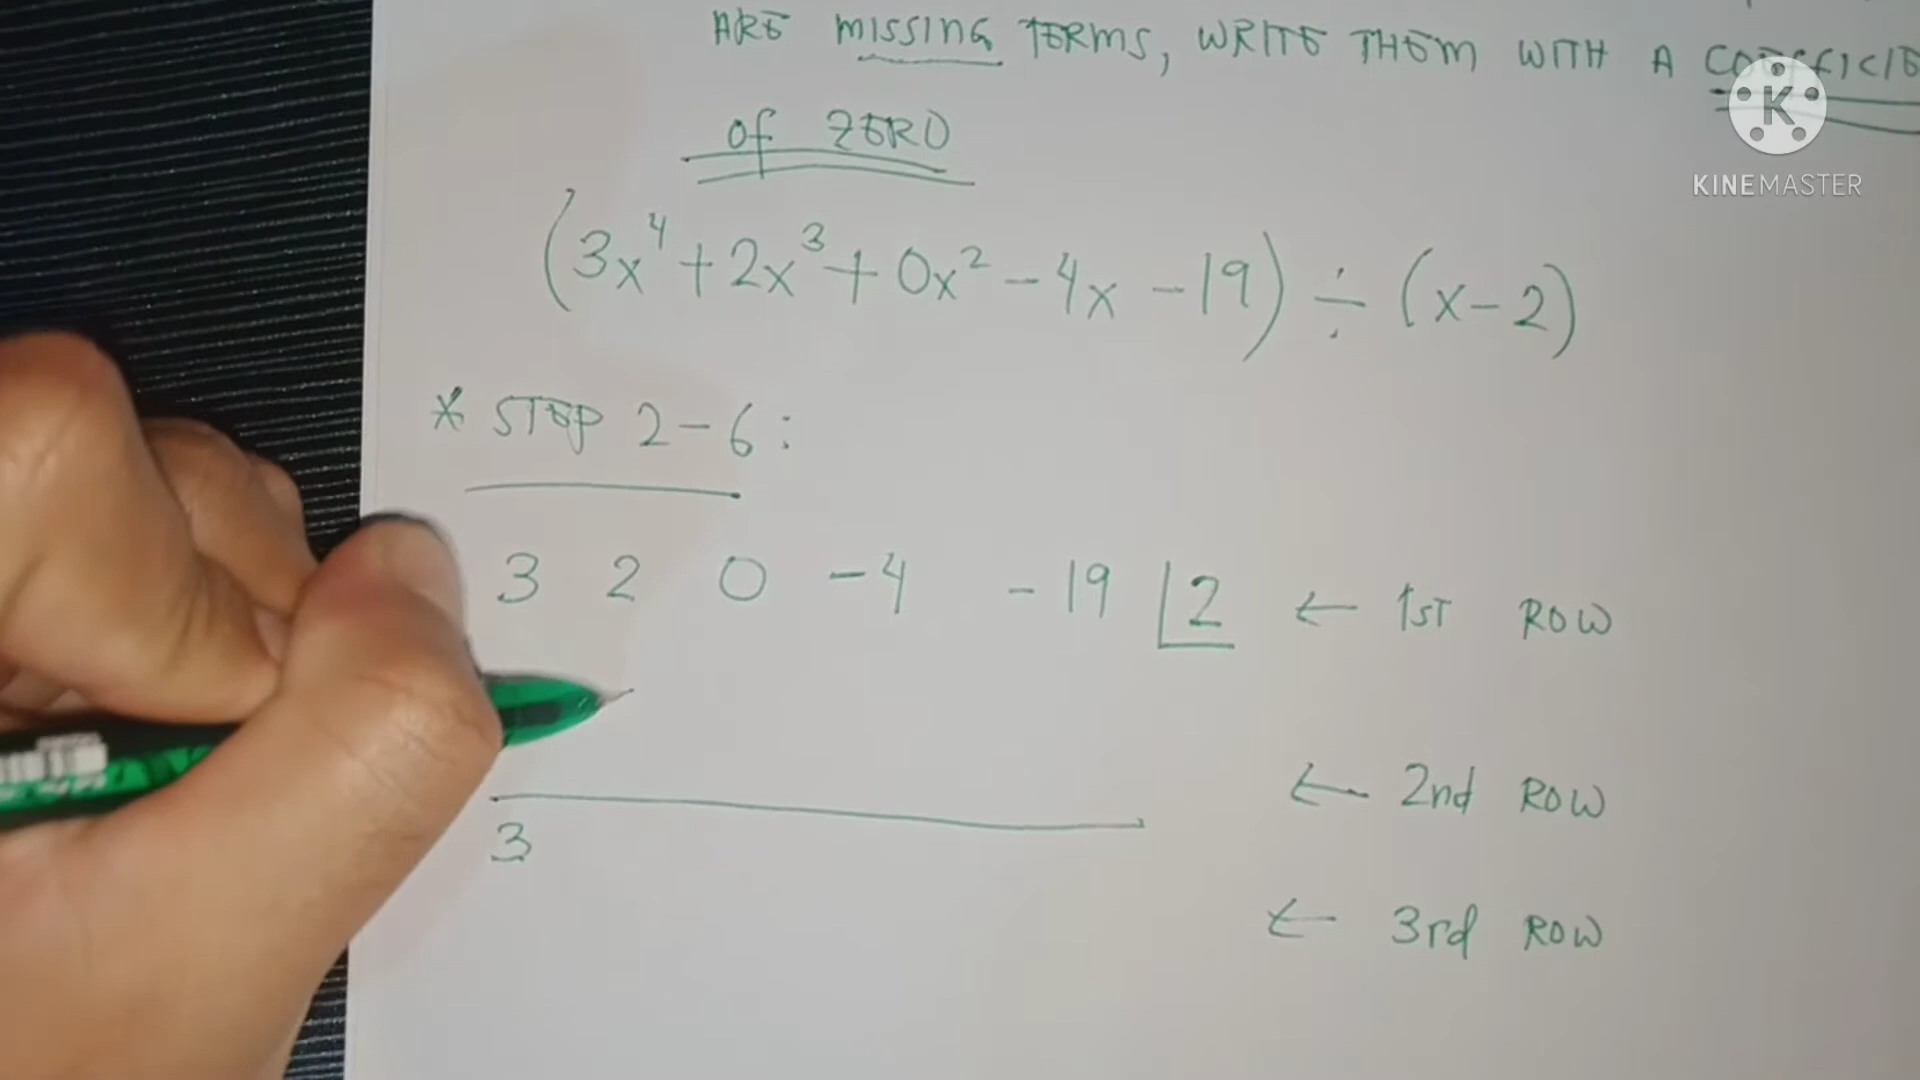 ARE MISSING TERMS, WRITE THEM WITH A
OF ZERO
K
KINEMASTER
(3x⁴ + 2x³ + 0x² - 4x - 19) ÷ (x - 2)
* STEP 2-6:
3 2 0 -4 -19 |2 ← 1ST ROW
← 2nd ROW
3
← 3rd ROW